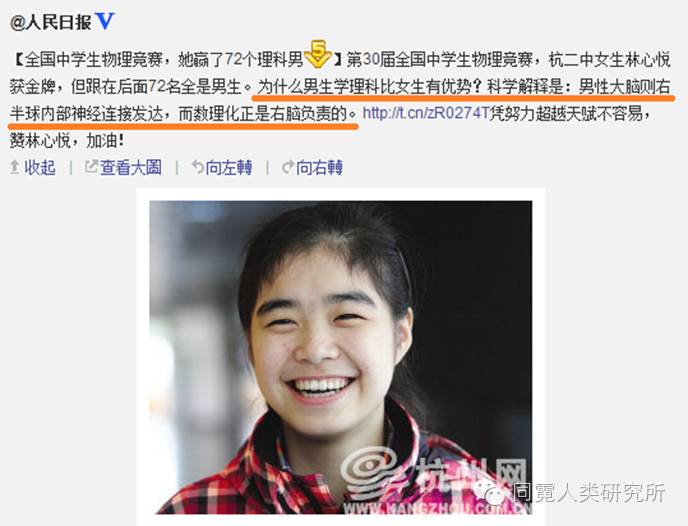 @人民日报 V
【全国中学生物理竞赛，她赢了72个理科男5】第30届全国中学生物理竞赛，杭二中女生林心悦
获金牌，但跟在后面72名全是男生。为什么男生学理科比女生有优势？科学解释是：男性大脑则右
半球内部神经连接发达，而数理化正是右脑负责的。http://t.cn/zR0274T凭努力超越天赋不容易，
赞林心悦，加油！
收起 | 查看大圖 | 向左轉 | 向右轉
杭州网
WWW.HANGZHOU.COM.CN
同霓人类研究所